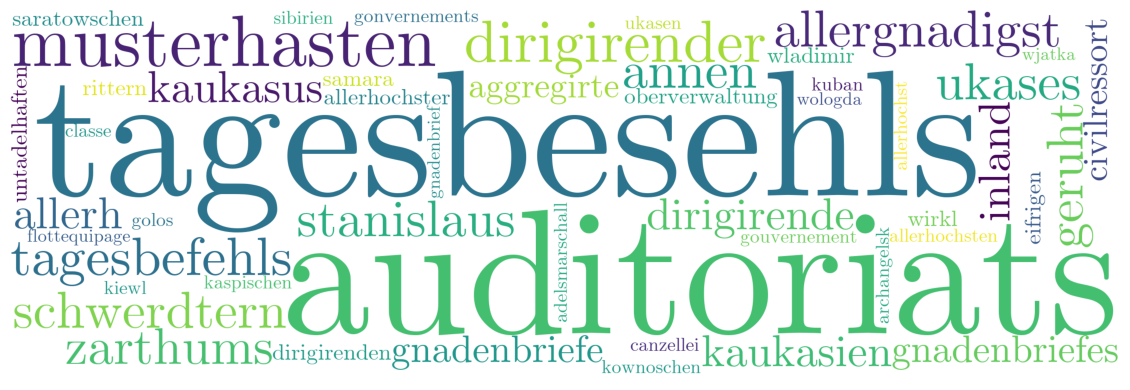 saratowschen sibirien gonvernements ukasen
musterhasten dirigirender allergnadigst
wladimir wjatka
untadelhaften rittern kaukasus samara aggregirte annen kuban ukases civilressort
allerhochster oberverwaltung wologda
classe tagesbesehls gnadenbrief allerhochst inland geruht
allerh golos stanislaus dirigirende wirkl eifrigen
flottequipage adelsmarschall gouvernement archangelsk allerhochsten
tagesbefehls auditoriats
kiewl kaspischen
schwerdtern
zarthums dirigirenden gnadenbriefe canzellei kaukasien gnadenbriefes
kownoschen